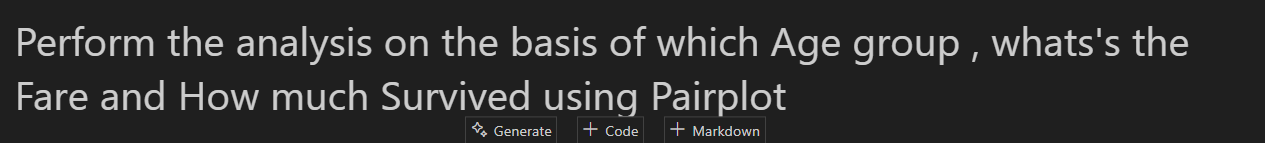 Perform the analysis on the basis of which Age group , whats's the
Fare and How much Survived using Pairplot
Generate + Code + Markdown